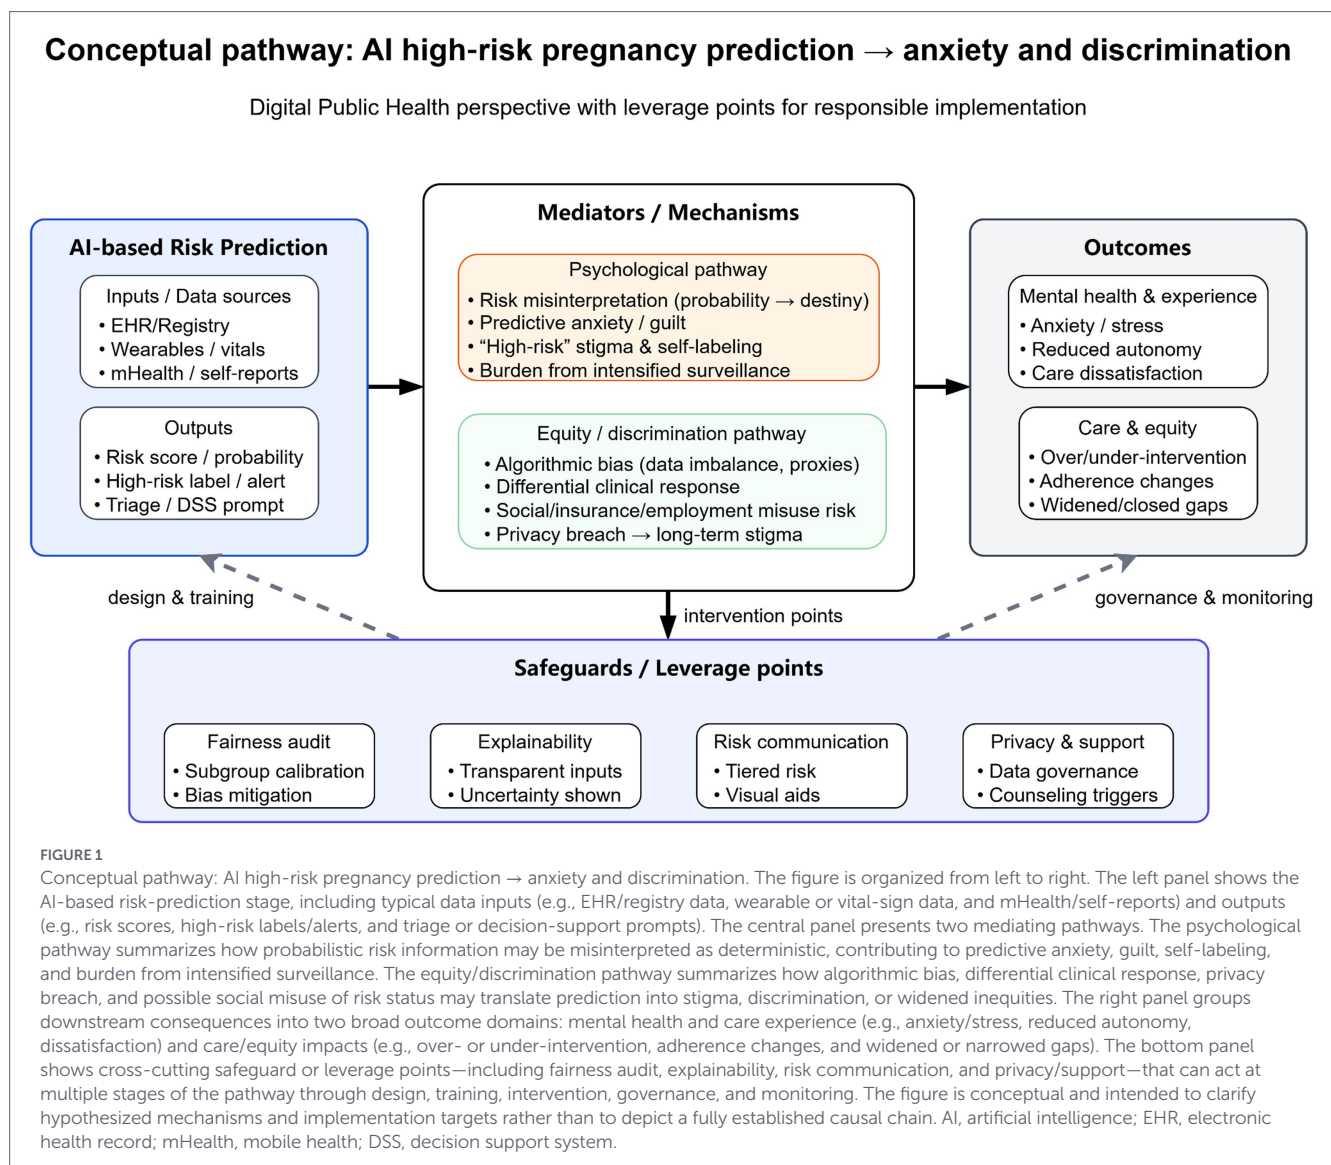 Conceptual pathway: AI high-risk pregnancy prediction → anxiety and discrimination
Digital Public Health perspective with leverage points for responsible implementation
AI-based Risk Prediction
Inputs / Data sources
• EHR/Registry
• Wearables / vitals
• mHealth / self-reports
Outputs
• Risk score / probability
• High-risk label / alert
• Triage / DSS prompt
Mediators / Mechanisms
Psychological pathway
• Risk misinterpretation (probability → destiny)
• Predictive anxiety / guilt
• “High-risk” stigma & self-labeling
• Burden from intensified surveillance
Equity / discrimination pathway
• Algorithmic bias (data imbalance, proxies)
• Differential clinical response
• Social/insurance/employment misuse risk
• Privacy breach → long-term stigma
Outcomes
Mental health & experience
• Anxiety / stress
• Reduced autonomy
• Care dissatisfaction
Care & equity
• Over/under-intervention
• Adherence changes
• Widened/closed gaps
design & training
intervention points
governance & monitoring
Safeguards / Leverage points
Fairness audit
• Subgroup calibration
• Bias mitigation
Explainability
• Transparent inputs
• Uncertainty shown
Risk communication
• Tiered risk
• Visual aids
Privacy & support
• Data governance
• Counseling triggers
FIGURE 1
Conceptual pathway: AI high-risk pregnancy prediction → anxiety and discrimination. The figure is organized from left to right. The left panel shows the
AI-based risk-prediction stage, including typical data inputs (e.g., EHR/registry data, wearable or vital-sign data, and mHealth/self-reports) and outputs
(e.g., risk scores, high-risk labels/alerts, and triage or decision-support prompts). The central panel presents two mediating pathways. The psychological
pathway summarizes how probabilistic risk information may be misinterpreted as deterministic, contributing to predictive anxiety, guilt, self-labeling,
and burden from intensified surveillance. The equity/discrimination pathway summarizes how algorithmic bias, differential clinical response, privacy
breach, and possible social misuse of risk status may translate prediction into stigma, discrimination, or widened inequities. The right panel groups
downstream consequences into two broad outcome domains: mental health and care experience (e.g., anxiety/stress, reduced autonomy,
dissatisfaction) and care/equity impacts (e.g., over- or under-intervention, adherence changes, and widened or narrowed gaps). The bottom panel
shows cross-cutting safeguard or leverage points—including fairness audit, explainability, risk communication, and privacy/support—that can act at
multiple stages of the pathway through design, training, intervention, governance, and monitoring. The figure is conceptual and intended to clarify
hypothesized mechanisms and implementation targets rather than to depict a fully established causal chain. AI, artificial intelligence; EHR, electronic
health record; mHealth, mobile health; DSS, decision support system.